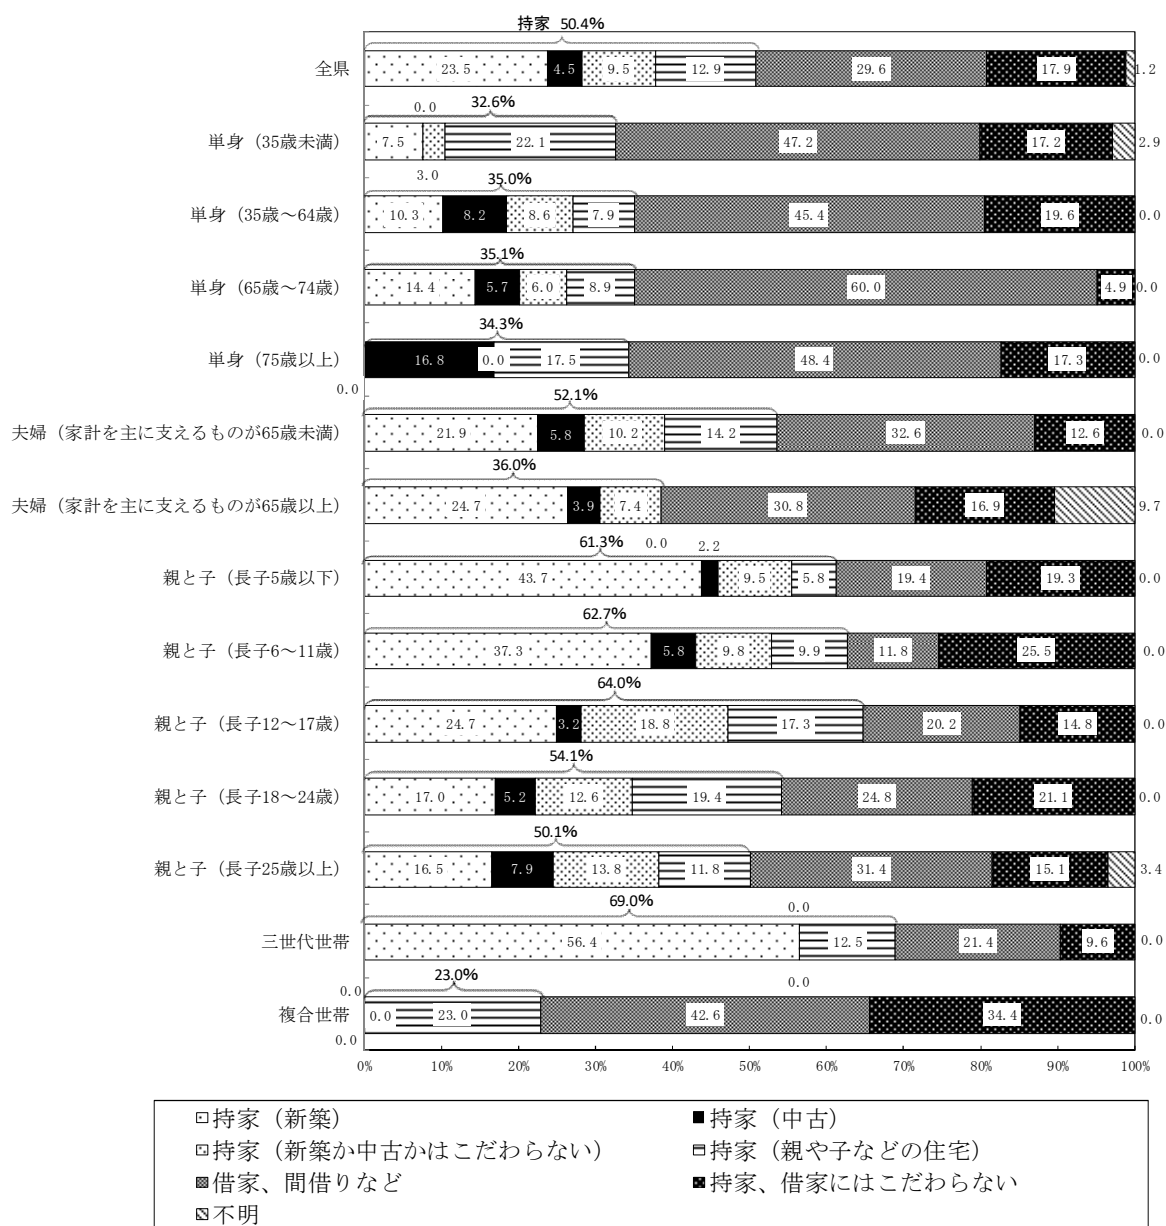 持家 50.4%
全県 23.5 4.5 9.5 12.9 29.6 17.9 1.2
0.0 32.6%
単身（35歳未満） 7.5 22.1 47.2 17.2 2.9
3.0 35.0%
単身（35歳～64歳） 10.3 8.2 8.6 7.9 45.4 19.6 0.0
35.1%
単身（65歳～74歳） 14.4 5.7 6.0 8.9 60.0 4.9 0.0
34.3%
単身（75歳以上） 16.8 0.0 17.5 48.4 17.3 0.0
0.0 52.1%
夫婦（家計を主に支えるものが65歳未満） 21.9 5.8 10.2 14.2 32.6 12.6 0.0
36.0%
夫婦（家計を主に支えるものが65歳以上） 24.7 3.9 7.4 30.8 16.9 9.7
61.3% 0.0 2.2
親と子（長子5歳以下） 43.7 9.5 5.8 19.4 19.3 0.0
62.7%
親と子（長子6～11歳） 37.3 5.8 9.8 9.9 11.8 25.5 0.0
64.0%
親と子（長子12～17歳） 24.7 3.2 18.8 17.3 20.2 14.8 0.0
54.1%
親と子（長子18～24歳） 17.0 5.2 12.6 19.4 24.8 21.1 0.0
50.1%
親と子（長子25歳以上） 16.5 7.9 13.8 11.8 31.4 15.1 3.4
69.0% 0.0
三世代世帯 56.4 12.5 21.4 9.6 0.0
0.0 23.0% 0.0
複合世帯 0.0 23.0 42.6 34.4 0.0
0.0
0% 10% 20% 30% 40% 50% 60% 70% 80% 90% 100%
持家（新築） 持家（中古）
持家（新築か中古かはこだわらない） 持家（親や子などの住宅）
借家、間借りなど 持家、借家にはこだわらない
不明